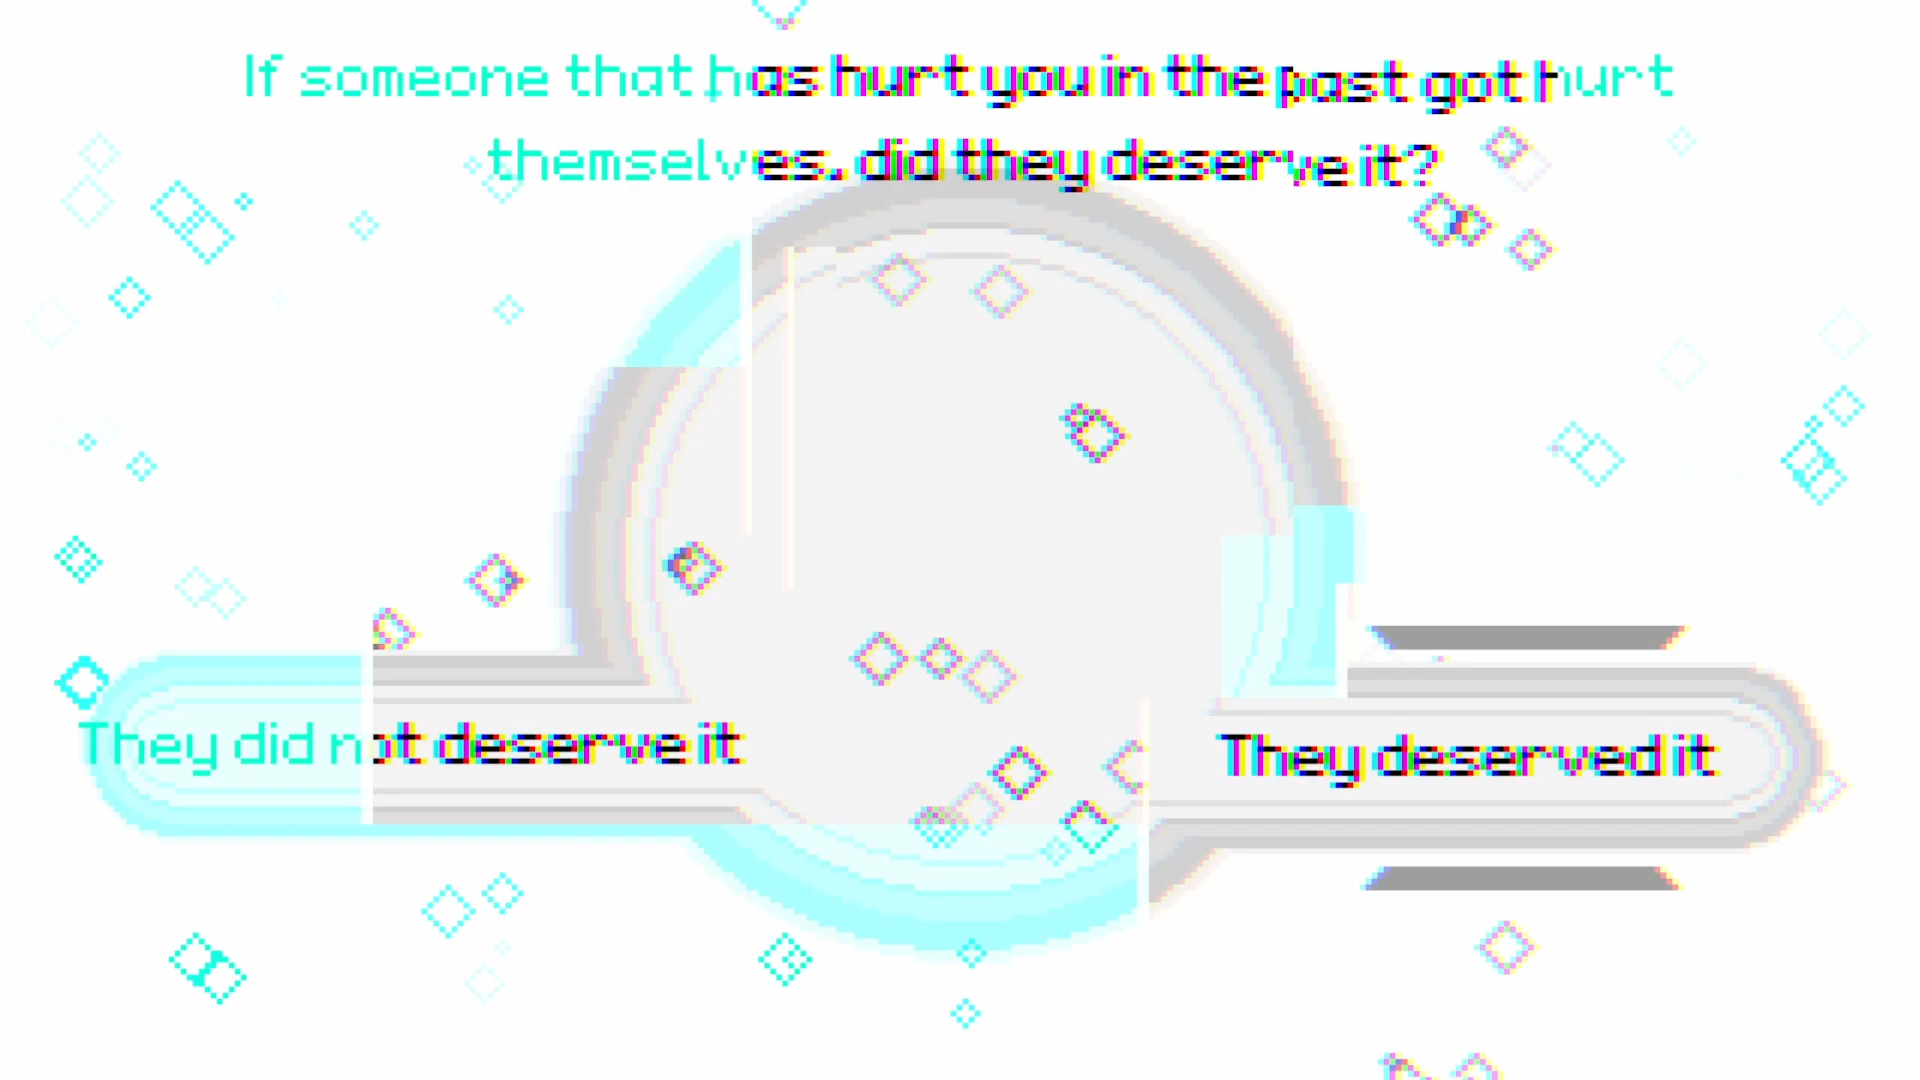 If someone that has hurt you in the past got hurt
themselves, did they deserve it?
They did not deserve it
They deserved it